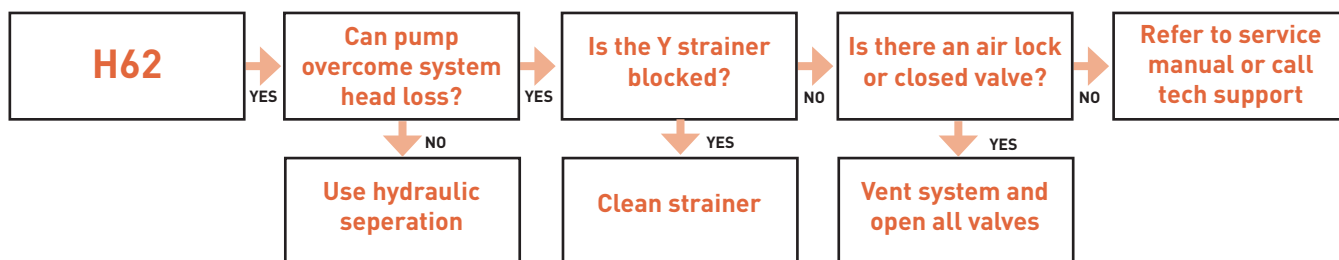 H62
YES
Can pump
overcome system
head loss?
YES
Is the Y strainer
blocked?
NO
Is there an air lock
or closed valve?
NO
Refer to service
manual or call
tech support
NO
Use hydraulic
seperation
YES
Clean strainer
YES
Vent system and
open all valves